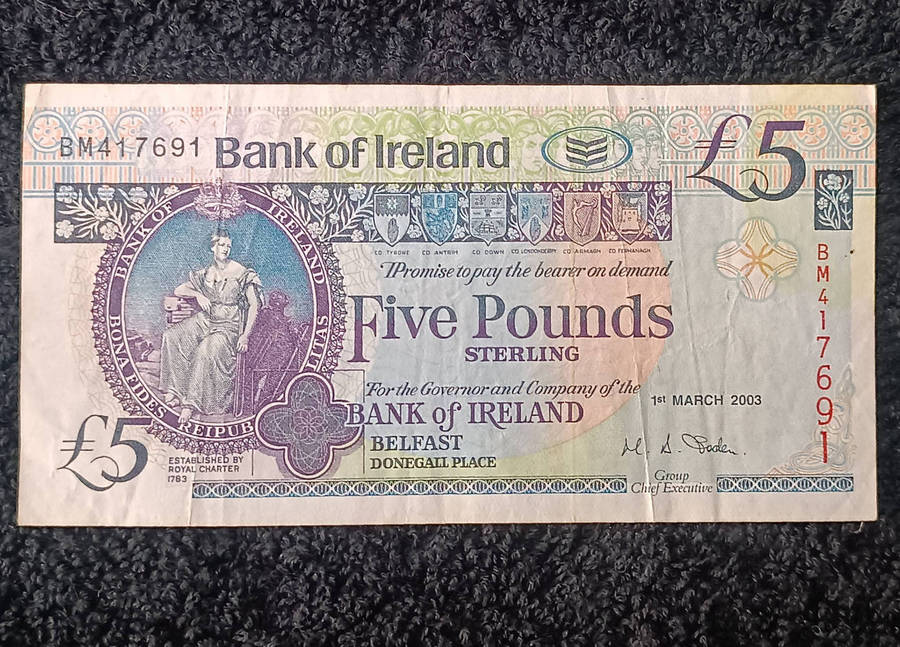 BM417691 Bank of Ireland £5
BANK OF IRELAND
BONA FIDES REIPUB LITAS
CO TYRONE CO ANTRIM CO DOWN CO LONDONDERRY CO ARMAGH CO FERMANAGH
I Promise to pay the bearer on demand
Five Pounds
STERLING
BM417691
For the Governor and Company of the
BANK of IRELAND
1st MARCH 2003
BELFAST
DONEGALL PLACE
£5
ESTABLISHED BY
ROYAL CHARTER
1783
Group
Chief Executive